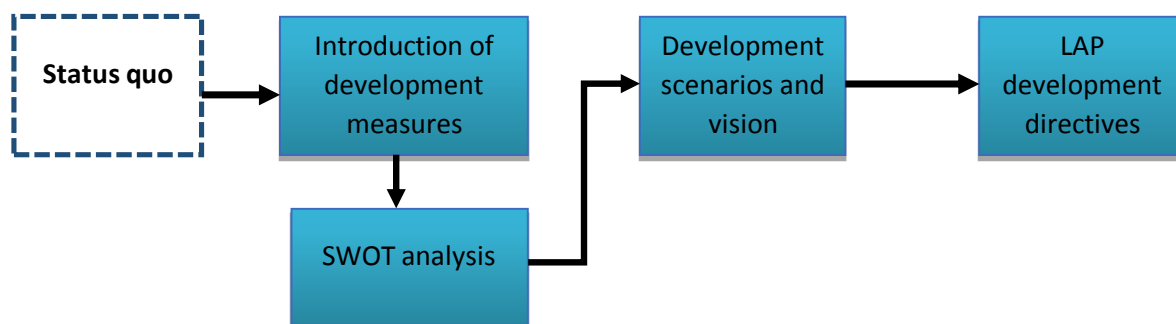 Status quo
Introduction of
development
measures
SWOT analysis
Development
scenarios and
vision
LAP
development
directives